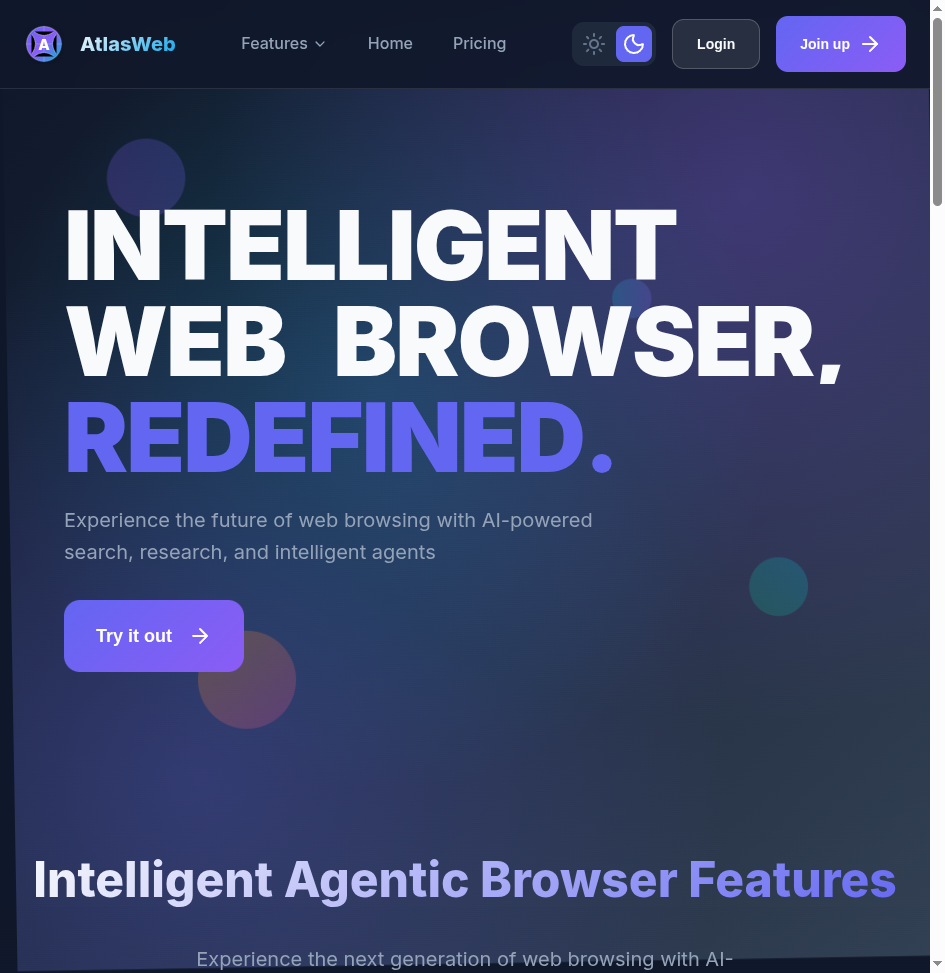 A AtlasWeb Features Home Pricing Login Join up
INTELLIGENT
WEB BROWSER,
REDEFINED.
Experience the future of web browsing with AI-powered
search, research, and intelligent agents
Try it out
Intelligent Agentic Browser Features
Experience the next generation of web browsing with AI-